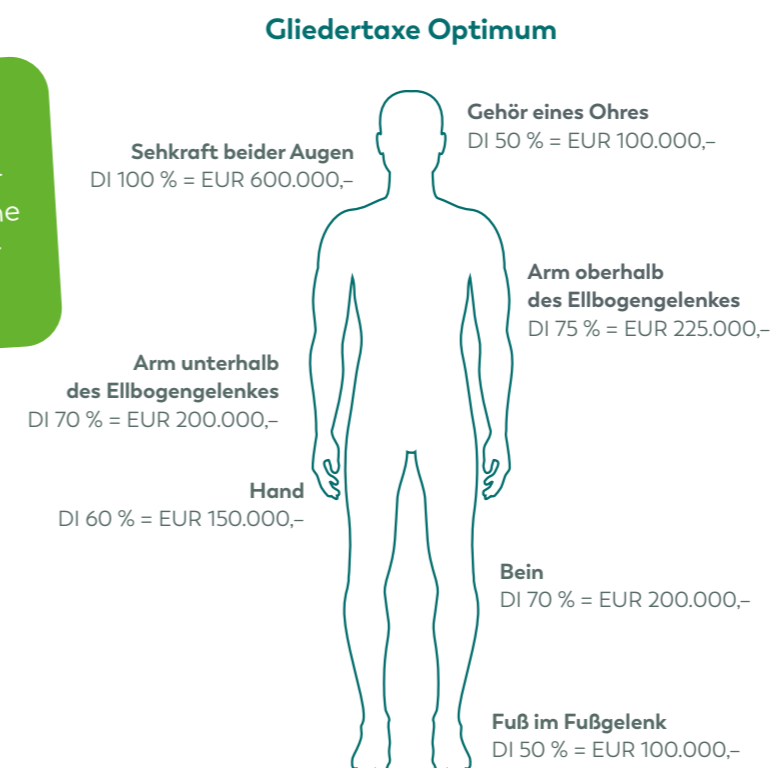 Gliedertaxe Optimum
Gehör eines Ohres
DI 50 % = EUR 100.000,–
Sehkraft beider Augen
DI 100 % = EUR 600.000,–
Arm oberhalb
des Ellbogengelenkes
DI 75 % = EUR 225.000,–
Arm unterhalb
des Ellbogengelenkes
DI 70 % = EUR 200.000,–
Hand
DI 60 % = EUR 150.000,–
Bein
DI 70 % = EUR 200.000,–
Fuß im Fußgelenk
DI 50 % = EUR 100.000,–